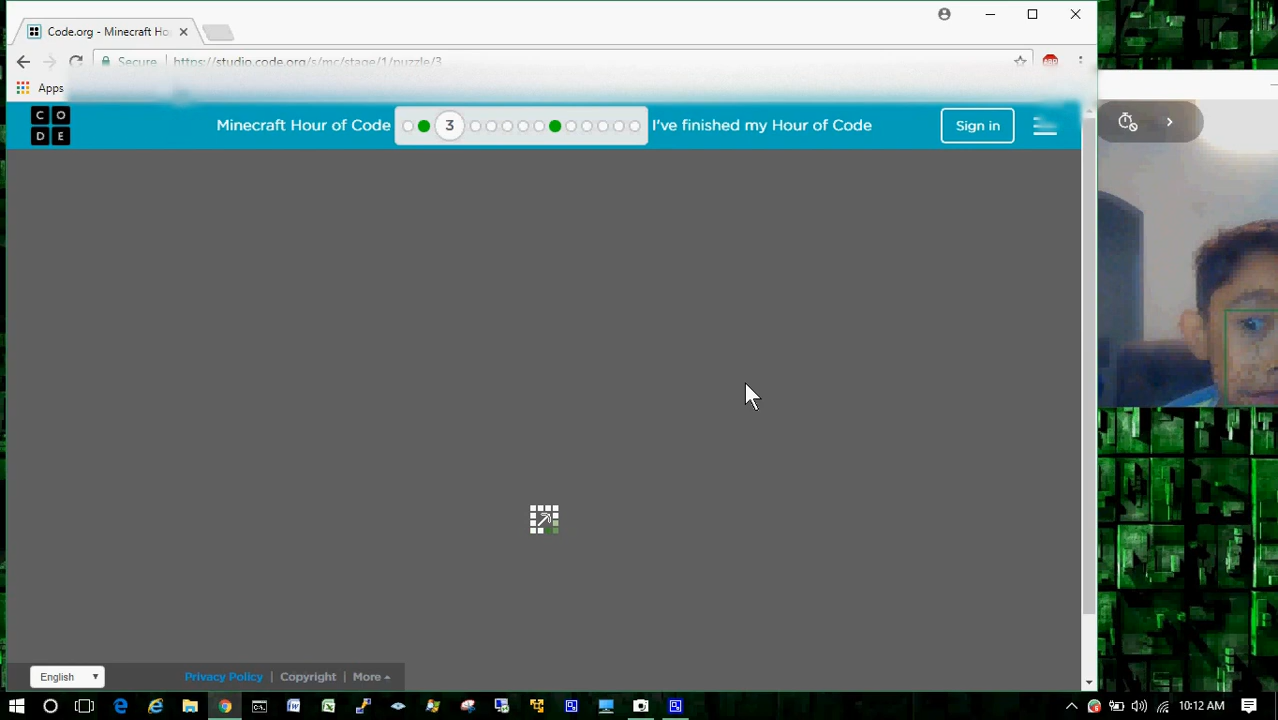 Code.org - Minecraft Ho
Secure
https://studio.code.org/s/mc/stage/1/puzzle/3
ABP
Apps
C O
D E
Minecraft Hour of Code
3
I've finished my Hour of Code
Sign in
English
Privacy Policy | Copyright | More
10:12 AM